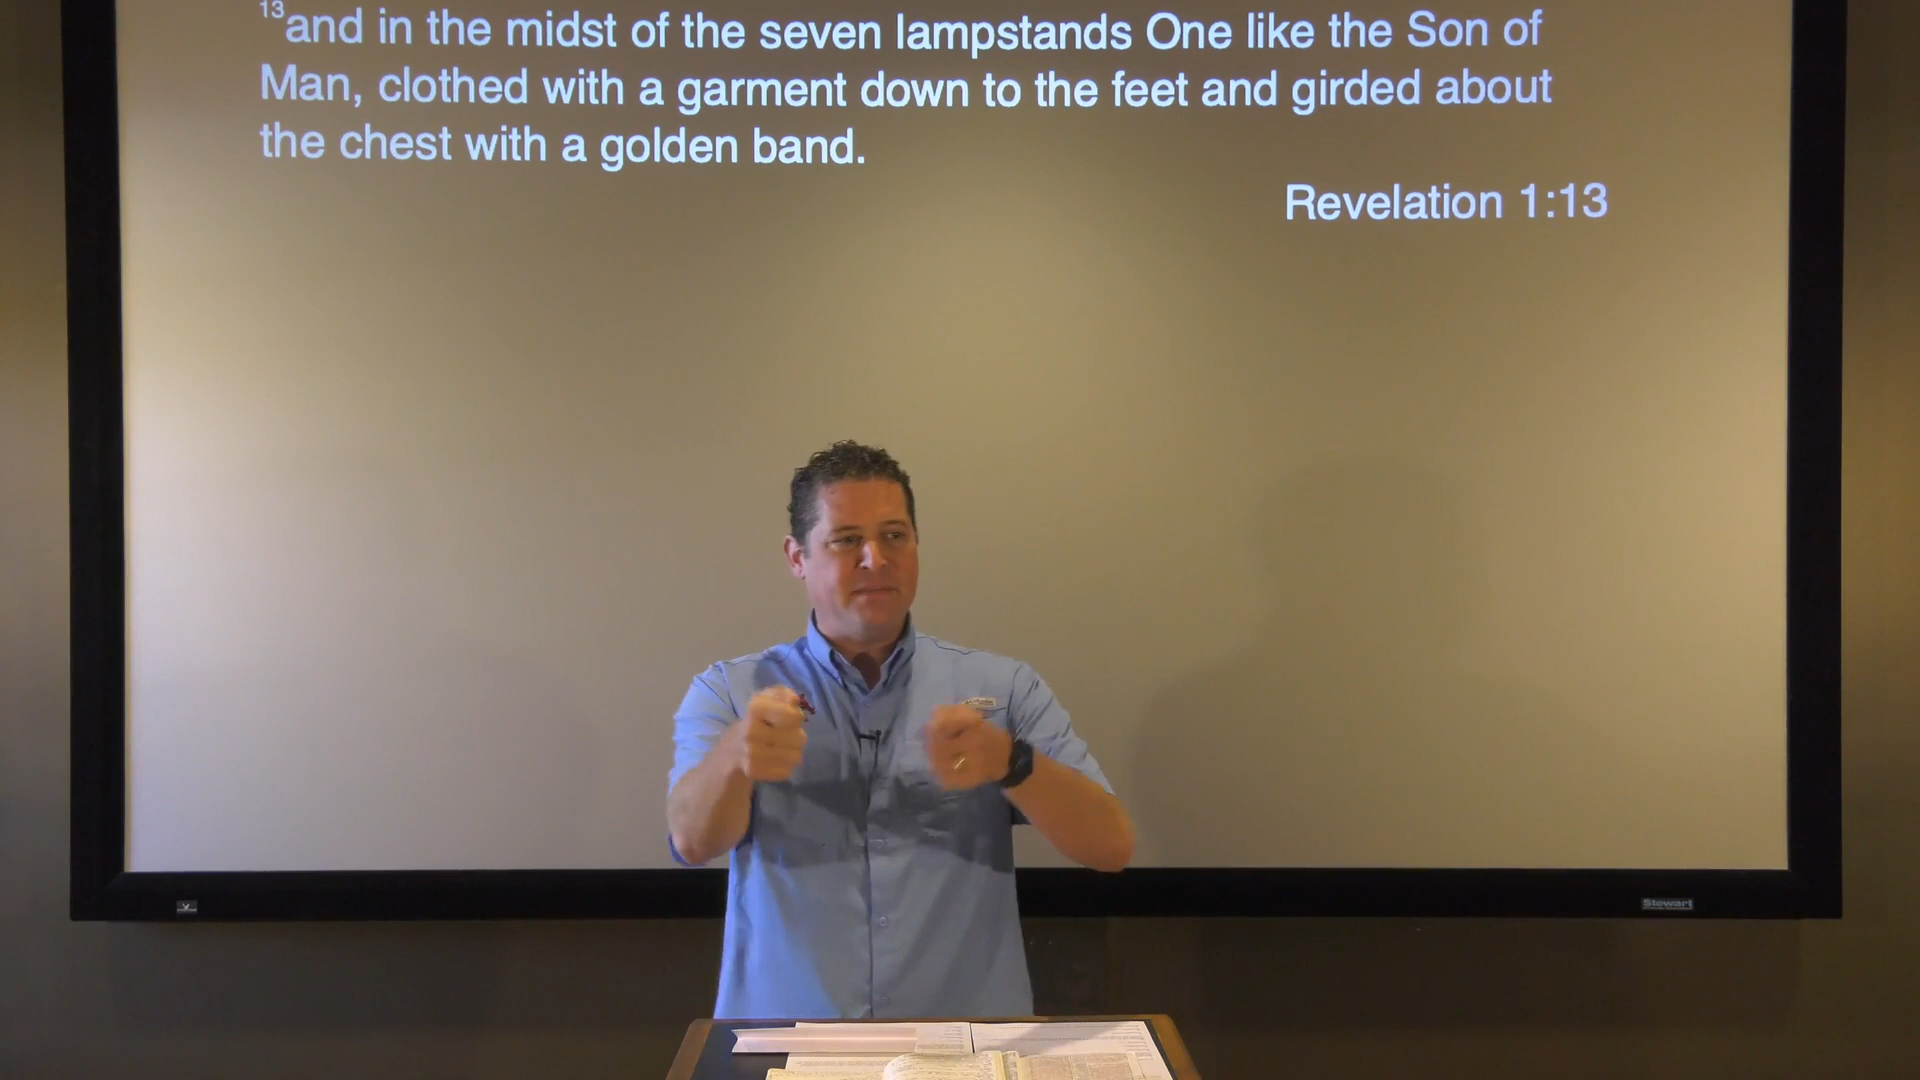 13and in the midst of the seven lampstands One like the Son of
Man, clothed with a garment down to the feet and girded about
the chest with a golden band.
Revelation 1:13
Stewart